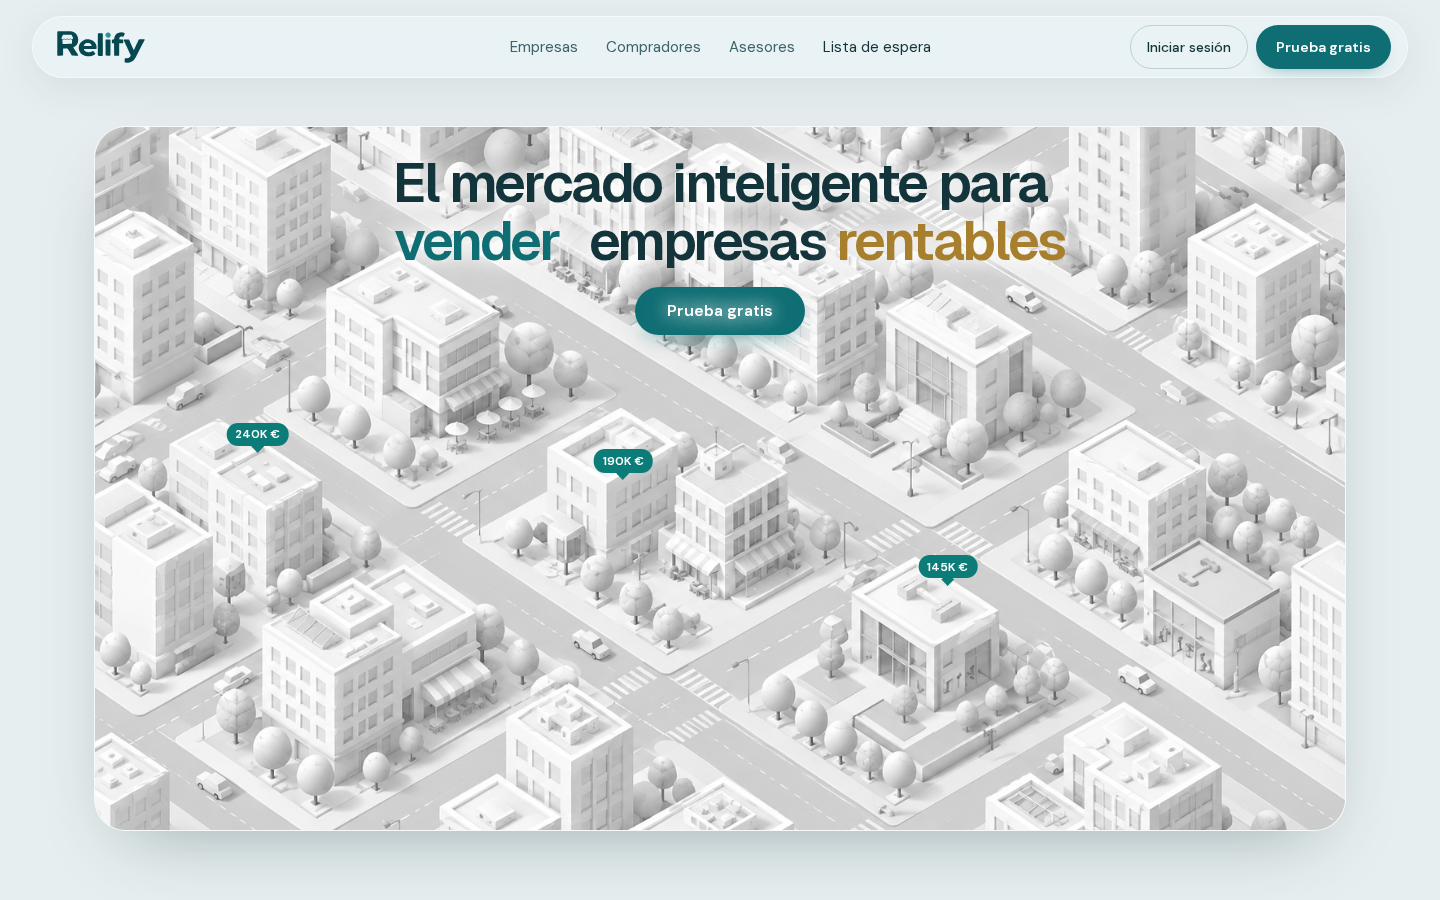 Relify
Empresas
Compradores
Asesores
Lista de espera
Iniciar sesión
Prueba gratis
El mercado inteligente para
vender empresas rentables
Prueba gratis
240K €
190K €
145K €